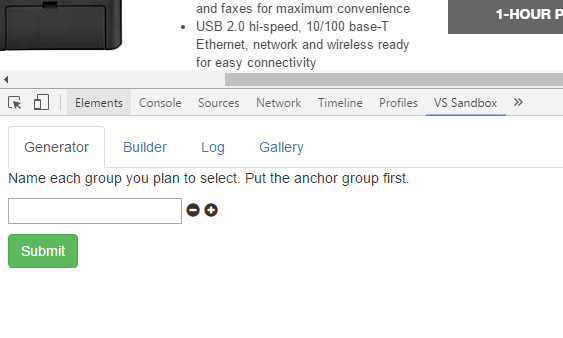 and faxes for maximum convenience
USB 2.0 hi-speed, 10/100 base-T
Ethernet, network and wireless ready
for easy connectivity
1-HOUR P
Elements Console Sources Network Timeline Profiles VS Sandbox »
Generator Builder Log Gallery
Name each group you plan to select. Put the anchor group first.
Submit